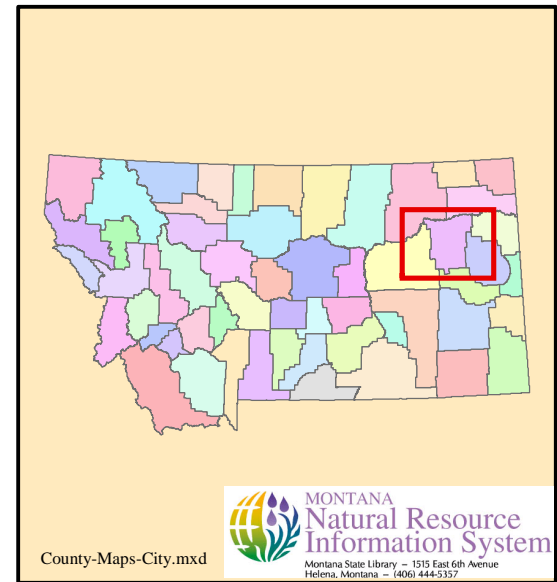 MONTANA
Natural Resource
Information System
Montana State Library – 1515 East 6th Avenue
Helena, Montana – (406) 444-5357
County-Maps-City.mxd